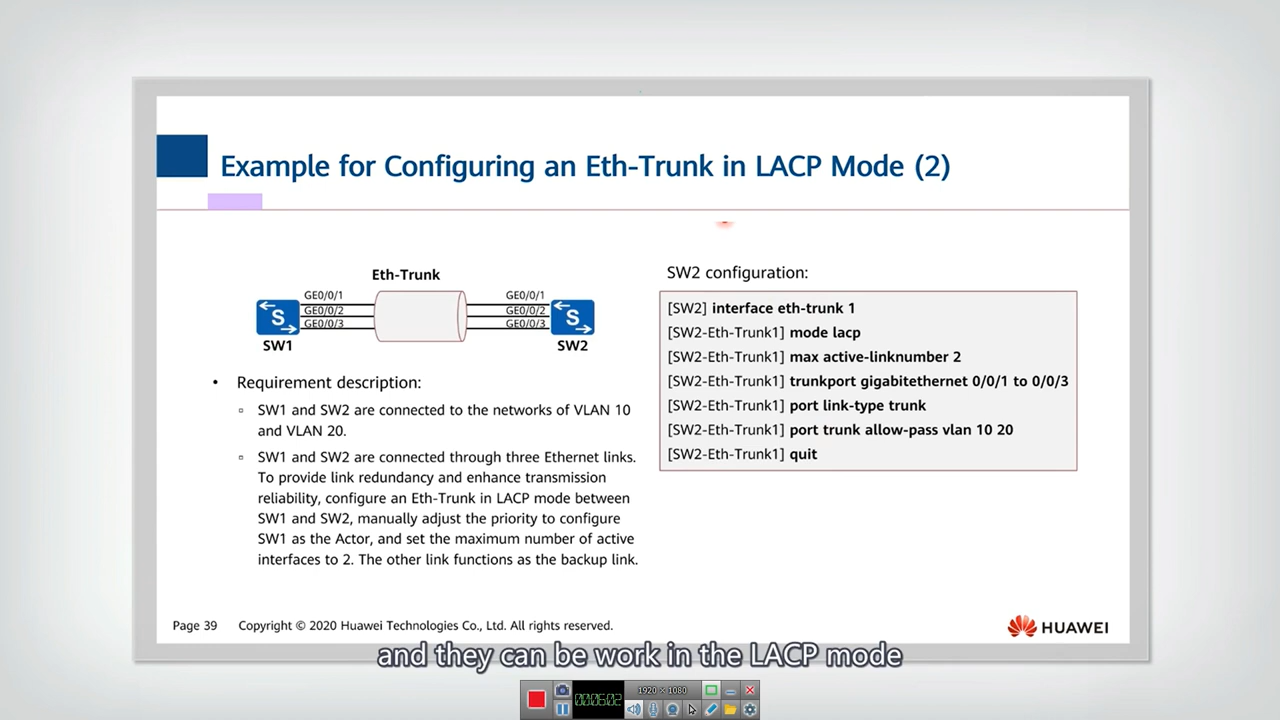 Example for Configuring an Eth-Trunk in LACP Mode (2)
Eth-Trunk
GE0/0/1
GE0/0/2
GE0/0/3
GE0/0/1
GE0/0/2
GE0/0/3
S
S
SW1
SW2
• Requirement description:
▫ SW1 and SW2 are connected to the networks of VLAN 10
and VLAN 20.
▫ SW1 and SW2 are connected through three Ethernet links.
To provide link redundancy and enhance transmission
reliability, configure an Eth-Trunk in LACP mode between
SW1 and SW2, manually adjust the priority to configure
SW1 as the Actor, and set the maximum number of active
interfaces to 2. The other link functions as the backup link.
SW2 configuration:
[SW2] interface eth-trunk 1
[SW2-Eth-Trunk1] mode lacp
[SW2-Eth-Trunk1] max active-linknumber 2
[SW2-Eth-Trunk1] trunkport gigabitethernet 0/0/1 to 0/0/3
[SW2-Eth-Trunk1] port link-type trunk
[SW2-Eth-Trunk1] port trunk allow-pass vlan 10 20
[SW2-Eth-Trunk1] quit
Page 39 Copyright © 2020 Huawei Technologies Co., Ltd. All rights reserved.
HUAWEI
and they can be work in the LACP mode
00:06:02
1920 × 1080